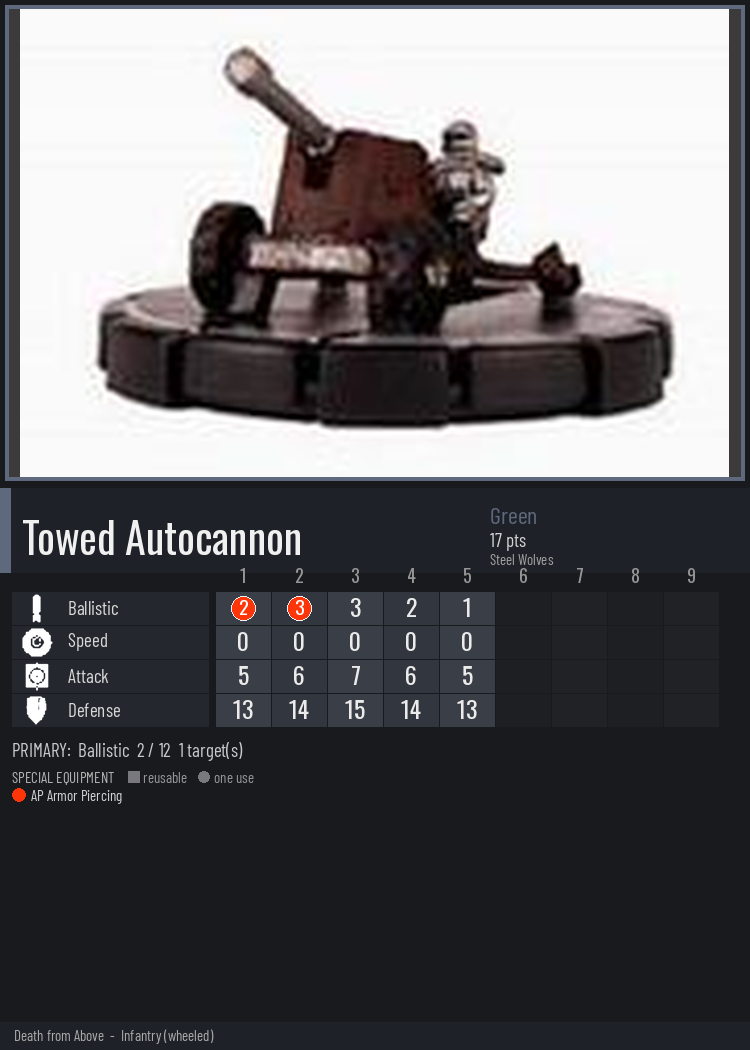 Towed Autocannon
Green
17 pts
Steel Wolves
1 2 3 4 5 6 7 8 9
Ballistic 2 3 3 2 1
Speed 0 0 0 0 0
Attack 5 6 7 6 5
Defense 13 14 15 14 13
PRIMARY: Ballistic 2 / 12 1 target(s)
SPECIAL EQUIPMENT reusable one use
AP Armor Piercing
Death from Above - Infantry (wheeled)